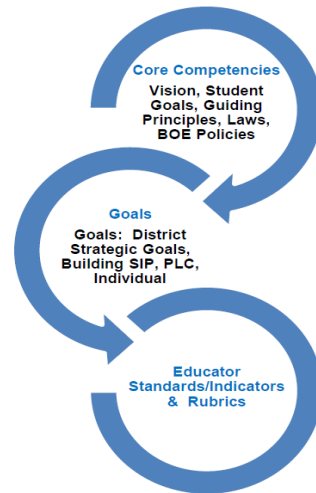 Core Competencies
Vision, Student
Goals, Guiding
Principles, Laws,
BOE Policies
Goals
Goals: District
Strategic Goals,
Building SIP, PLC,
Individual
Educator
Standards/Indicators
& Rubrics